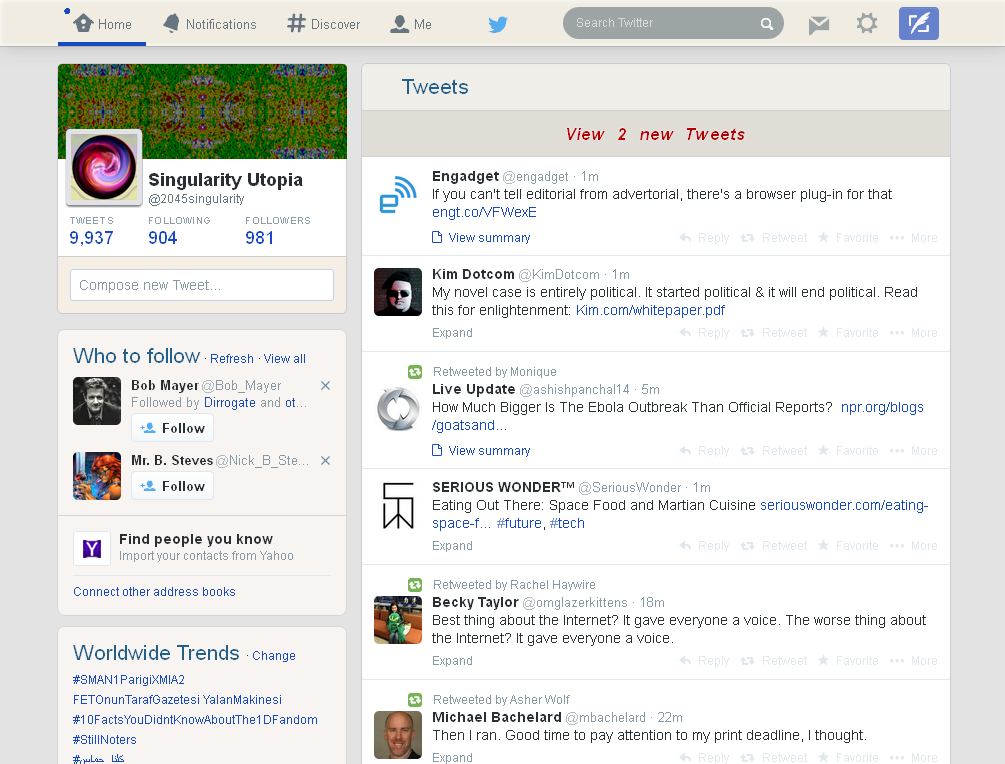 Home Notifications Discover Me Search Twitter
Singularity Utopia
@2045singularity
TWEETS FOLLOWING FOLLOWERS
9,937 904 981
Compose new Tweet...
Who to follow · Refresh · View all
Bob Mayer @Bob_Mayer
Followed by Dirrogate and ot...
Follow
Mr. B. Steves @Nick_B_Ste...
Follow
Find people you know
Import your contacts from Yahoo
Connect other address books
Worldwide Trends · Change
#SMAN1ParigiXMIA2
FETOnunTarafGazetesi YalanMakinesi
#10FactsYouDidntKnowAboutThe1DFandom
#StillNoters
Tweets
View 2 new Tweets
Engadget @engadget · 1m
If you can't tell editorial from advertorial, there's a browser plug-in for that
engt.co/VFWexE
View summary Reply Retweet Favorite More
Kim Dotcom @KimDotcom · 1m
My novel case is entirely political. It started political & it will end political. Read
this for enlightenment: Kim.com/whitepaper.pdf
Expand Reply Retweet Favorite More
Retweeted by Monique
Live Update @ashishpanchal14 · 5m
How Much Bigger Is The Ebola Outbreak Than Official Reports? npr.org/blogs
/goatsand...
View summary Reply Retweet Favorite More
SERIOUS WONDER™ @SeriousWonder · 1m
Eating Out There: Space Food and Martian Cuisine seriouswonder.com/eating-
space-f... #future, #tech
Expand Reply Retweet Favorite More
Retweeted by Rachel Haywire
Becky Taylor @omglazerkittens · 18m
Best thing about the Internet? It gave everyone a voice. The worse thing about
the Internet? It gave everyone a voice.
Expand Reply Retweet Favorite More
Retweeted by Asher Wolf
Michael Bachelard @mbachelard · 22m
Then I ran. Good time to pay attention to my print deadline, I thought.
Expand Reply Retweet Favorite More